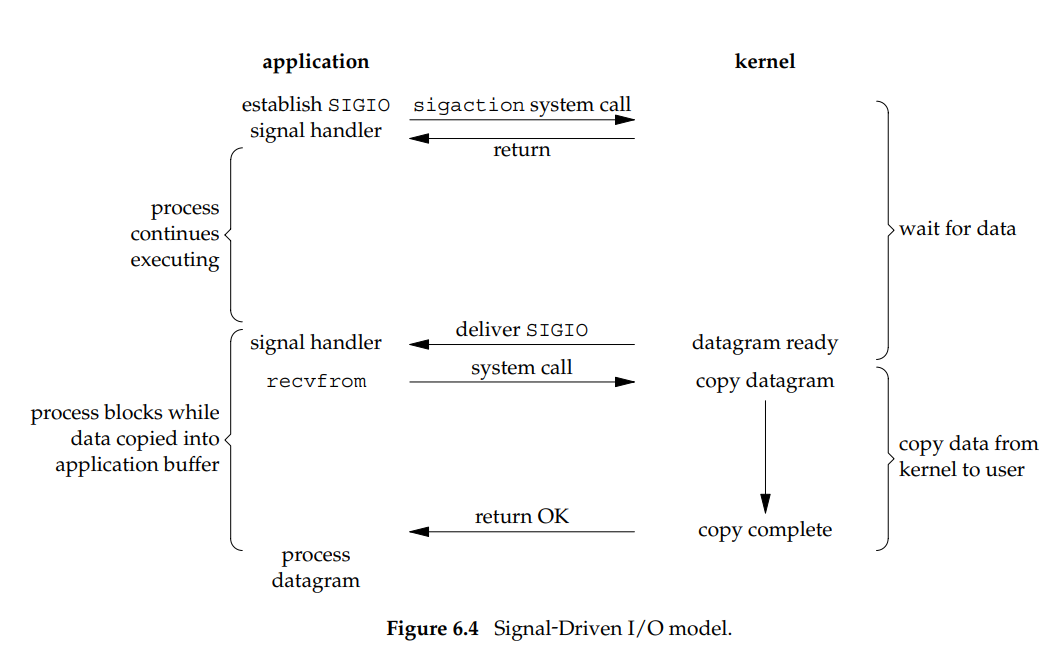 application
kernel
establish SIGIO
signal handler
sigaction system call
return
process
continues
executing
wait for data
signal handler
deliver SIGIO
datagram ready
recvfrom
system call
copy datagram
process blocks while
data copied into
application buffer
copy data from
kernel to user
return OK
copy complete
process
datagram
Figure 6.4 Signal-Driven I/O model.